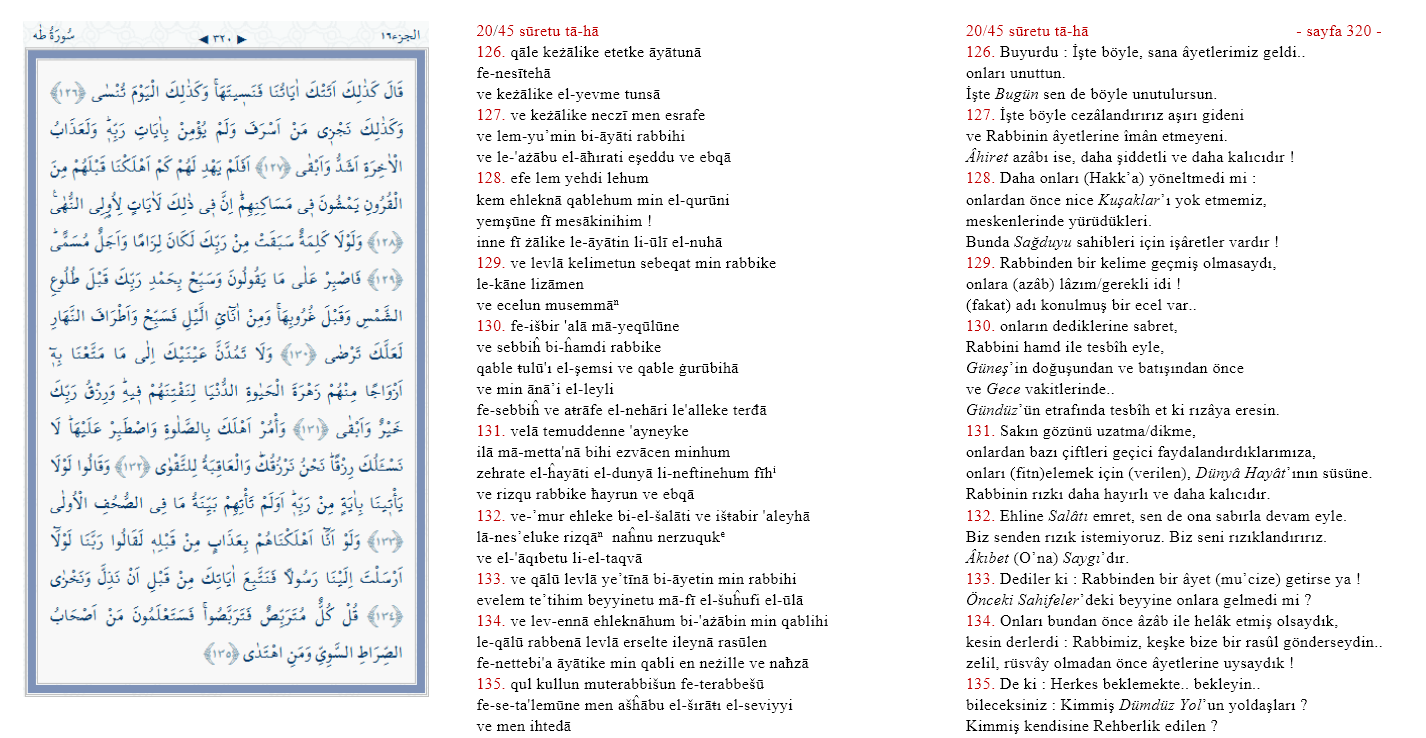 سُورَةُ طٰه
◄ ٣٢٠ ►
الجزء١٦
قَالَ كَذٰلِكَ اَتَتْكَ اٰيَاتُنَا فَنَسٖيتَهَاۚ وَكَذٰلِكَ الْيَوْمَ تُنْسٰى ﴿١٢٦﴾
وَكَذٰلِكَ نَجْزٖى مَنْ اَسْرَفَ وَلَمْ يُؤْمِنْ بِاٰيَاتِ رَبِّهٖؕ وَلَعَذَابُ
الْاٰخِرَةِ اَشَدُّ وَاَبْقٰى ﴿١٢٧﴾ اَفَلَمْ يَهْدِ لَهُمْ كَمْ اَهْلَكْنَا قَبْلَهُمْ مِنَ
الْقُرُونِ يَمْشُونَ فٖى مَسَاكِنِهِمْؕ اِنَّ فٖى ذٰلِكَ لَاٰيَاتٍ لِاُو۬لِى النُّهٰىۚ
﴿١٢٨﴾ وَلَوْلَا كَلِمَةٌ سَبَقَتْ مِنْ رَبِّكَ لَكَانَ لِزَامًا وَاَجَلٌ مُسَمًّىؕ
﴿١٢٩﴾ فَاصْبِرْ عَلٰى مَا يَقُولُونَ وَسَبِّحْ بِحَمْدِ رَبِّكَ قَبْلَ طُلُوعِ
الشَّمْسِ وَقَبْلَ غُرُوبِهَاۚ وَمِنْ اٰنَٓائِ الَّيْلِ فَسَبِّحْ وَاَطْرَافَ النَّهَارِ
لَعَلَّكَ تَرْضٰى ﴿١٣٠﴾ وَلَا تَمُدَّنَّ عَيْنَيْكَ اِلٰى مَا مَتَّعْنَا بِهٖٓ
اَزْوَاجًا مِنْهُمْ زَهْرَةَ الْحَيٰوةِ الدُّنْيَا لِنَفْتِنَهُمْ فٖيهِؕ وَرِزْقُ رَبِّكَ
خَيْرٌ وَاَبْقٰى ﴿١٣١﴾ وَأْمُرْ اَهْلَكَ بِالصَّلٰوةِ وَاصْطَبِرْ عَلَيْهَاؕ لَا
نَسْـَٔلُكَ رِزْقًاؕ نَحْنُ نَرْزُقُكَؕ وَالْعَاقِبَةُ لِلتَّقْوٰى ﴿١٣٢﴾ وَقَالُوا لَوْلَا
يَأْتٖينَا بِاٰيَةٍ مِنْ رَبِّهٖؕ اَوَلَمْ تَأْتِهِمْ بَيِّنَةُ مَا فِى الصُّحُفِ الْاُولٰى
﴿١٣٣﴾ وَلَوْ اَنَّٓا اَهْلَكْنَاهُمْ بِعَذَابٍ مِنْ قَبْلِهٖ لَقَالُوا رَبَّنَا لَوْلَٓا
اَرْسَلْتَ اِلَيْنَا رَسُولًا فَنَتَّبِعَ اٰيَاتِكَ مِنْ قَبْلِ اَنْ نَذِلَّ وَنَخْزٰى
﴿١٣٤﴾ قُلْ كُلٌّ مُتَرَبِّصٌ فَتَرَبَّصُواۚ فَسَتَعْلَمُونَ مَنْ اَصْحَابُ
الصِّرَاطِ السَّوِىِّ وَمَنِ اهْتَدٰى ﴿١٣٥﴾
20/45 sūretu tā-hā
126. qāle keżālike etetke āyātunā
fe-nesītehā
ve keżālike el-yevme tunsā
127. ve keżālike neczī men esrafe
ve lem-yu’min bi-āyāti rabbihi
ve le-'ażābu el-āħırati eşeddu ve ebqā
128. efe lem yehdi lehum
kem ehleknā qablehum min el-qurūni
yemşūne fī mesākinihim !
inne fī żālike le-āyātin li-ūlī el-nuhā
129. ve levlā kelimetun sebeqat min rabbike
le-kāne lizāmen
ve ecelun musemmāⁿ
130. fe-išbir 'alā mā-yeqūlūne
ve sebbiĥ bi-ĥamdi rabbike
qable ŧulū'ı el-şemsi ve qable ġurūbihā
ve min ānā’i el-leyli
fe-sebbiĥ ve aŧrāfe el-nehāri le'alleke terđā
131. velā temuddenne 'ayneyke
ilā mā-metta'nā bihi ezvācen minhum
zehrate el-ĥayāti el-dunyā li-neftinehum fīhⁱ
ve rizqu rabbike ħayrun ve ebqā
132. ve-’mur ehleke bi-el-šalāti ve išŧabir 'aleyhā
lā-nes’eluke rizqāⁿ naĥnu nerzuqukᵉ
ve el-'āqıbetu li-el-taqvā
133. ve qālū levlā ye’tīnā bi-āyetin min rabbihi
evelem te’tihim beyyinetu mā-fī el-šuĥufi el-ūlā
134. ve lev-ennā ehleknāhum bi-'ażābin min qablihi
le-qālū rabbenā levlā erselte ileynā rasūlen
fe-nettebi'a āyātike min qabli en neżille ve naħzā
135. qul kullun muterabbišun fe-terabbešū
fe-se-ta'lemūne men ašĥābu el-šırāŧı el-seviyyi
ve men ihtedā
20/45 sūretu tā-hā - sayfa 320 -
126. Buyurdu : İşte böyle, sana âyetlerimiz geldi..
onları unuttun.
İşte Bugün sen de böyle unutulursun.
127. İşte böyle cezâlandırırız aşırı gideni
ve Rabbinin âyetlerine îmân etmeyeni.
Âhiret azâbı ise, daha şiddetli ve daha kalıcıdır !
128. Daha onları (Hakk’a) yöneltmedi mi :
onlardan önce nice Kuşaklar’ı yok etmemiz,
meskenlerinde yürüdükleri.
Bunda Sağduyu sahibleri için işâretler vardır !
129. Rabbinden bir kelime geçmiş olmasaydı,
onlara (azâb) lâzım/gerekli idi !
(fakat) adı konulmuş bir ecel var..
130. onların dediklerine sabret,
Rabbini hamd ile tesbîh eyle,
Güneş’in doğuşundan ve batışından önce
ve Gece vakitlerinde..
Gündüz’ün etrafında tesbîh et ki rızâya eresin.
131. Sakın gözünü uzatma/dikme,
onlardan bazı çiftleri geçici faydalandırdıklarımıza,
onları (fitn)elemek için (verilen), Dünyâ Hayât’ının süsüne.
Rabbinin rızkı daha hayırlı ve daha kalıcıdır.
132. Ehline Salâtı emret, sen de ona sabırla devam eyle.
Biz senden rızık istemiyoruz. Biz seni rızıklandırırız.
Âkıbet (O’na) Saygı’dır.
133. Dediler ki : Rabbinden bir âyet (mu’cize) getirse ya !
Önceki Sahifeler’deki beyyine onlara gelmedi mi ?
134. Onları bundan önce âzâb ile helâk etmiş olsaydık,
kesin derlerdi : Rabbimiz, keşke bize bir rasûl gönderseydin..
zelil, rüsvây olmadan önce âyetlerine uysaydık !
135. De ki : Herkes beklemekte.. bekleyin..
bileceksiniz : Kimmiş Dümdüz Yol’un yoldaşları ?
Kimmiş kendisine Rehberlik edilen ?